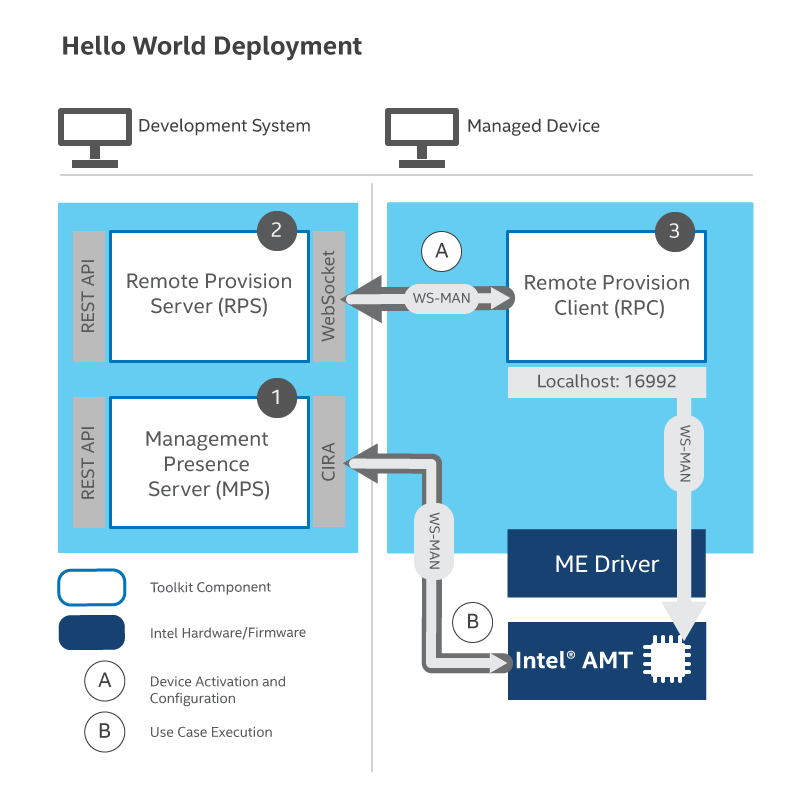 Hello World Deployment
Development System
Managed Device
REST API
Remote Provision
Server (RPS)
2
WebSocket
A
WS-MAN
3
Remote Provision
Client (RPC)
Localhost: 16992
WS-MAN
REST API
1
Management
Presence
Server (MPS)
CIRA
WS-MAN
ME Driver
B
Intel® AMT
Toolkit Component
Intel Hardware/Firmware
A
Device Activation and
Configuration
B
Use Case Execution